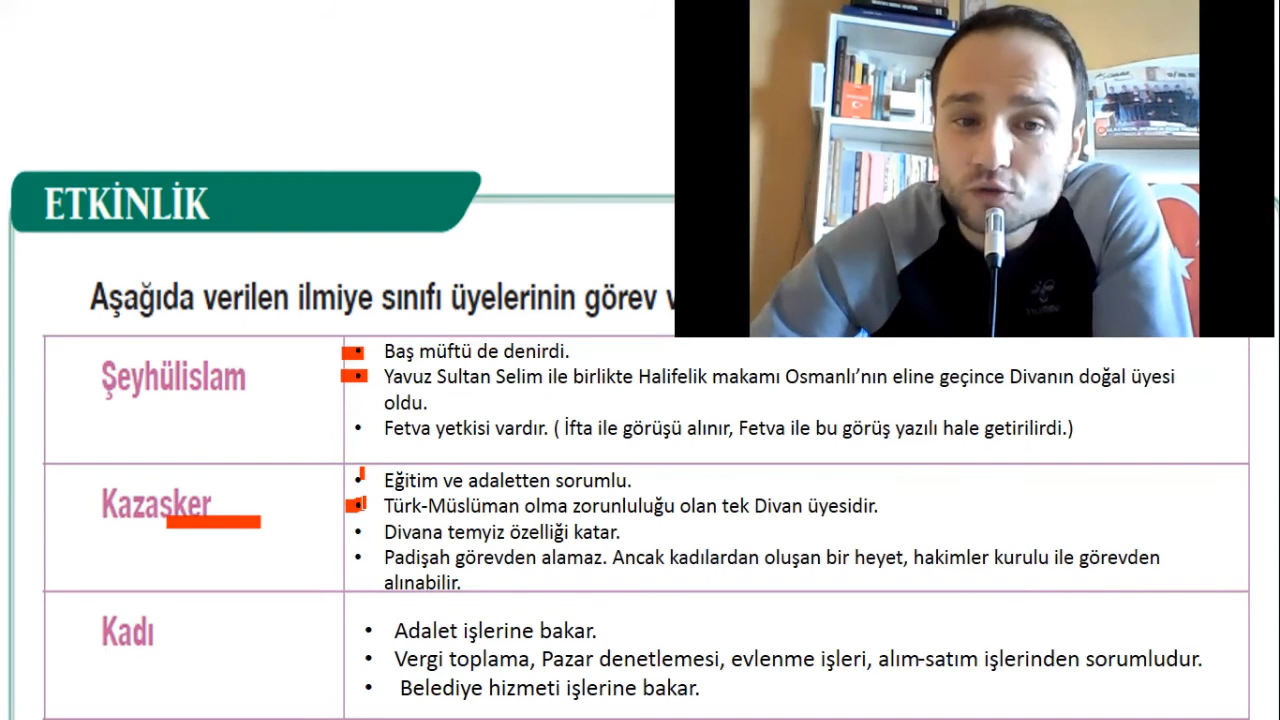 ETKİNLİK
Aşağıda verilen ilmiye sınıfı üyelerinin görev
Şeyhülislam
• Baş müftü de denirdi.
• Yavuz Sultan Selim ile birlikte Halifelik makamı Osmanlı’nın eline geçince Divanın doğal üyesi
oldu.
• Fetva yetkisi vardır. ( İfta ile görüşü alınır, Fetva ile bu görüş yazılı hale getirilirdi.)
Kazasker
• Eğitim ve adaletten sorumlu.
• Türk-Müslüman olma zorunluluğu olan tek Divan üyesidir.
• Divana temyiz özelliği katar.
• Padişah görevden alamaz. Ancak kadılardan oluşan bir heyet, hakimler kurulu ile görevden
alınabilir.
Kadı
• Adalet işlerine bakar.
• Vergi toplama, Pazar denetlemesi, evlenme işleri, alım-satım işlerinden sorumludur.
• Belediye hizmeti işlerine bakar.